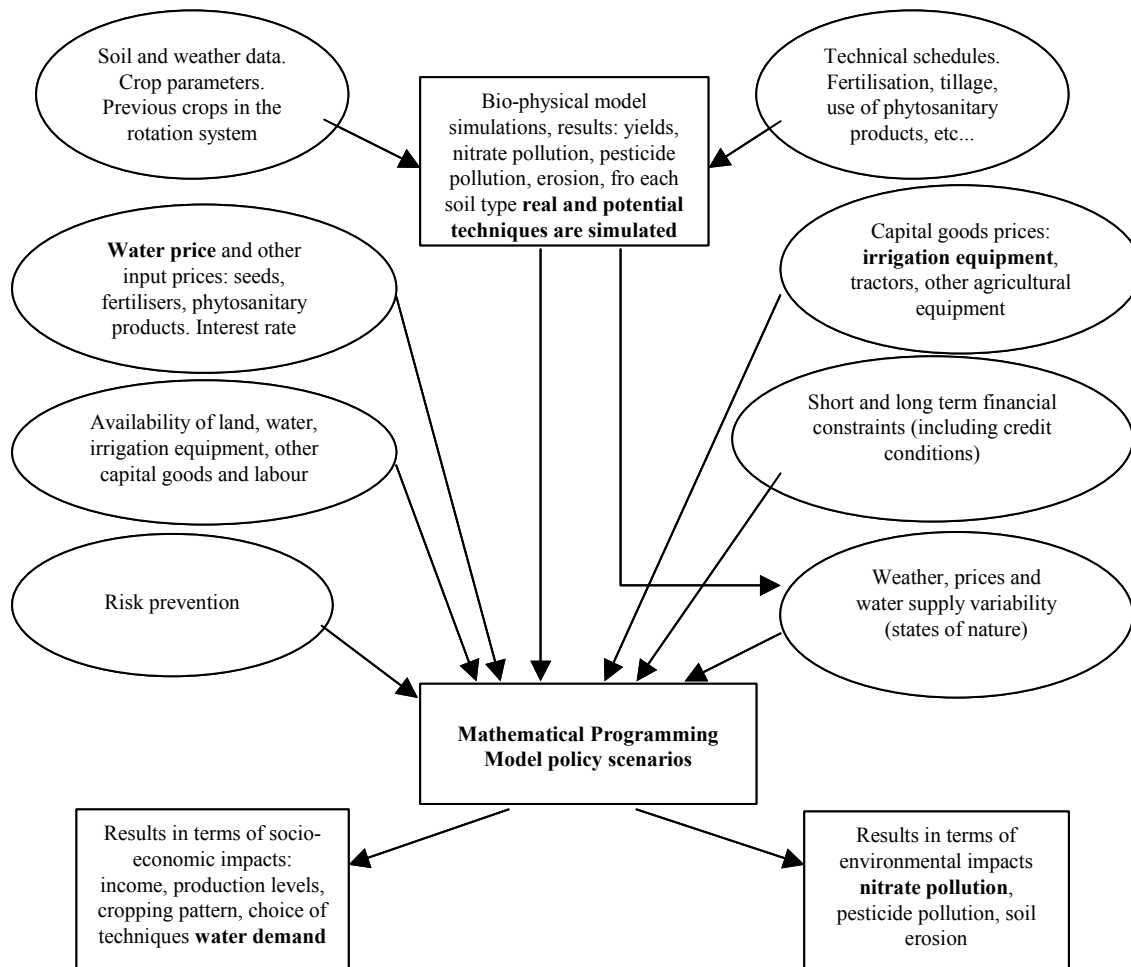 Soil and weather data.
Crop parameters.
Previous crops in the
rotation system
Bio-physical model
simulations, results: yields,
nitrate pollution, pesticide
pollution, erosion, fro each
soil type real and potential
techniques are simulated
Technical schedules.
Fertilisation, tillage,
use of phytosanitary
products, etc...
Water price and other
input prices: seeds,
fertilisers, phytosanitary
products. Interest rate
Capital goods prices:
irrigation equipment,
tractors, other agricultural
equipment
Availability of land, water,
irrigation equipment, other
capital goods and labour
Short and long term financial
constraints (including credit
conditions)
Risk prevention
Weather, prices and
water supply variability
(states of nature)
Mathematical Programming
Model policy scenarios
Results in terms of socio-
economic impacts:
income, production levels,
cropping pattern, choice of
techniques water demand
Results in terms of
environmental impacts
nitrate pollution,
pesticide pollution, soil
erosion